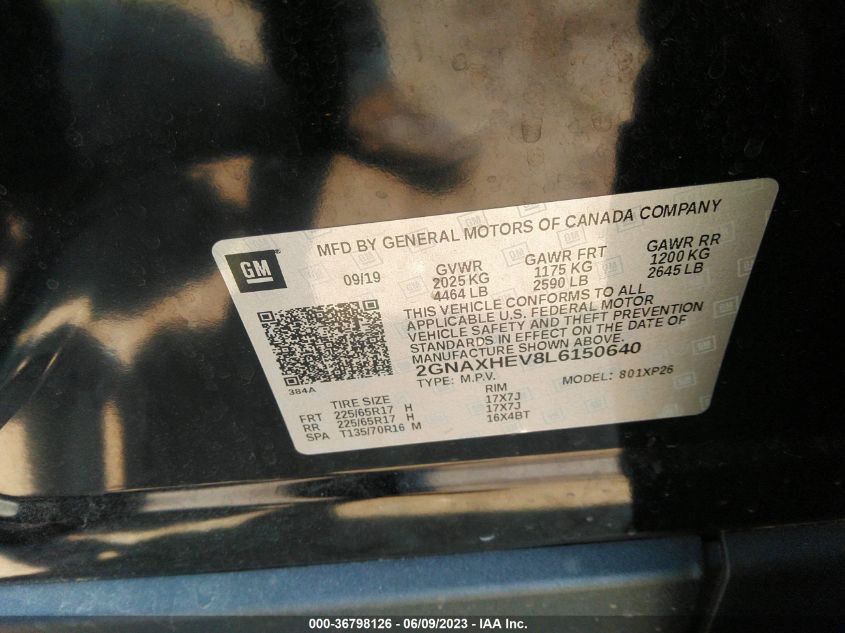 GM
MFD BY GENERAL MOTORS OF CANADA COMPANY
09/19 GVWR GAWR FRT GAWR RR
2025 KG 1175 KG 1200 KG
4464 LB 2590 LB 2645 LB
THIS VEHICLE CONFORMS TO ALL
APPLICABLE U.S. FEDERAL MOTOR
VEHICLE SAFETY AND THEFT PREVENTION
STANDARDS IN EFFECT ON THE DATE OF
MANUFACTURE SHOWN ABOVE.
2GNAXHEV8L6150640
TYPE: M.P.V. MODEL: 801XP26
384A
TIRE SIZE RIM
FRT 225/65R17 H 17X7J
RR 225/65R17 H 17X7J
SPA T135/70R16 M 16X4BT
000-36798126 - 06/09/2023 - IAA Inc.